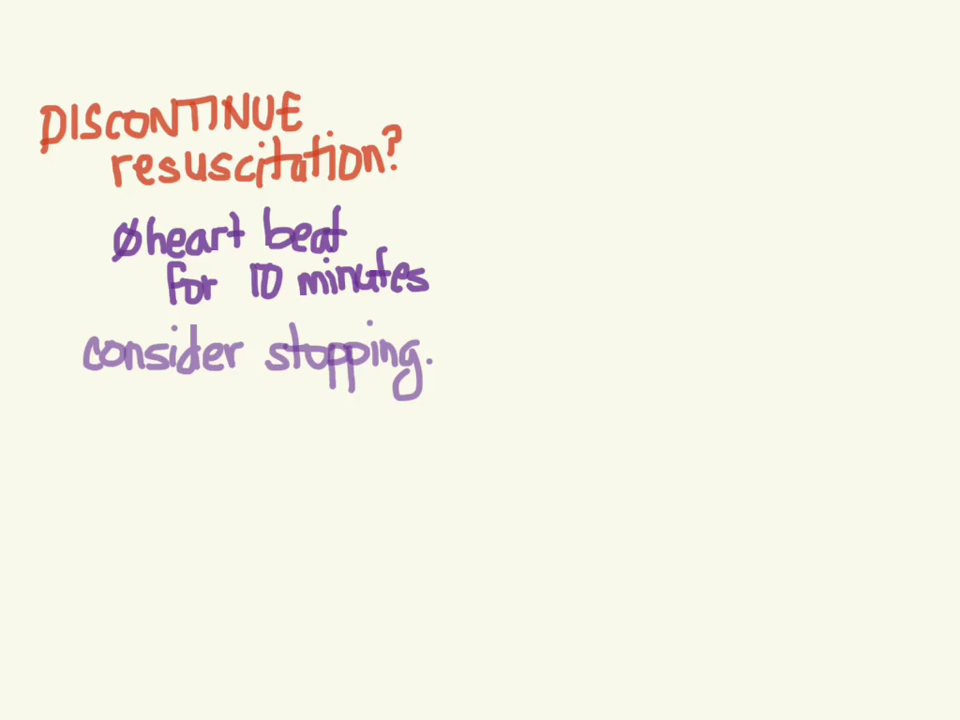 DISCONTINUE
resuscitation?
Øheart beat
for 10 minutes
consider stopping.